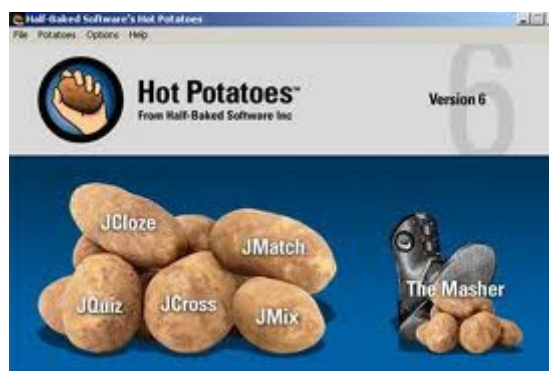 Half-Baked Software's Hot Potatoes
File Potatoes Options Help
Hot Potatoes™
From Half-Baked Software Inc
Version 6
6
JCloze
JMatch
JQuiz
JCross
JMix
The Masher